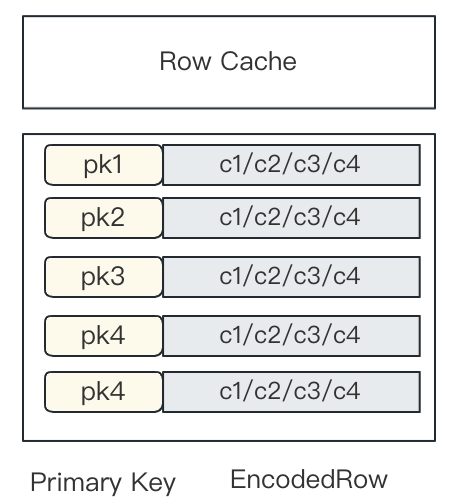 Row Cache
pk1 c1/c2/c3/c4
pk2 c1/c2/c3/c4
pk3 c1/c2/c3/c4
pk4 c1/c2/c3/c4
pk4 c1/c2/c3/c4
Primary Key EncodedRow